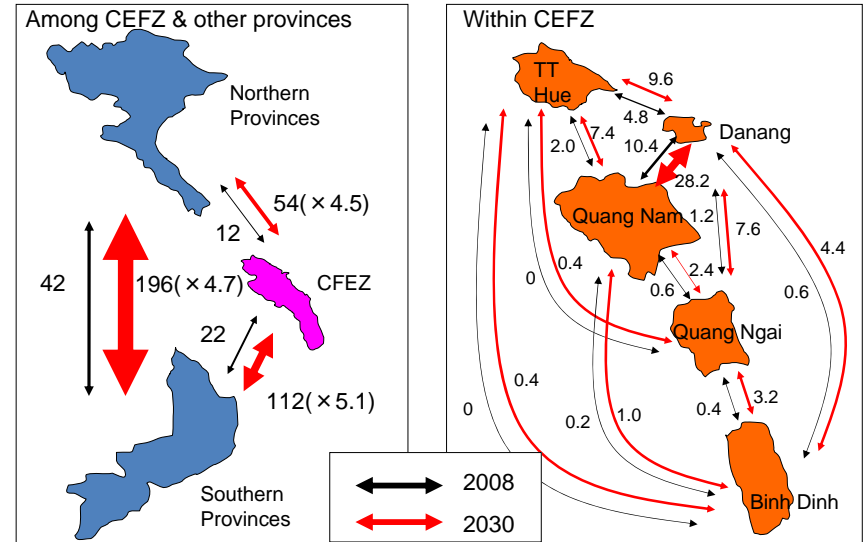 Among CEFZ & other provinces
Northern
Provinces
54(×4.5)
12
42
196(×4.7)
CFEZ
22
112(×5.1)
Southern
Provinces
Within CEFZ
TT
Hue
9.6
4.8
Danang
7.4
2.0
10.4
28.2
Quang Nam
1.2
7.6
4.4
0.4
2.4
0
0.6
0.6
Quang Ngai
0.4
3.2
0.4
0
0.2
1.0
Binh Dinh
2008
2030